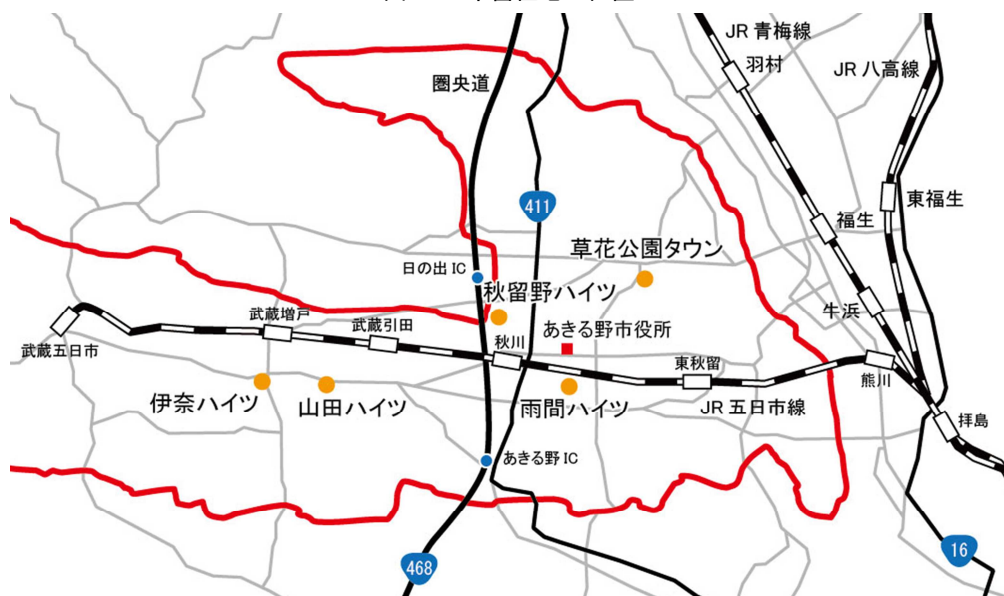 JR 青梅線
羽村
JR 八高線
圏央道
411
東福生
福生
草花公園タウン
日の出 IC
秋留野ハイツ
牛浜
武蔵増戸
武蔵引田
あきる野市役所
秋川
武蔵五日市
東秋留
熊川
伊奈ハイツ
山田ハイツ
雨間ハイツ
JR 五日市線
拝島
あきる野 IC
16
468